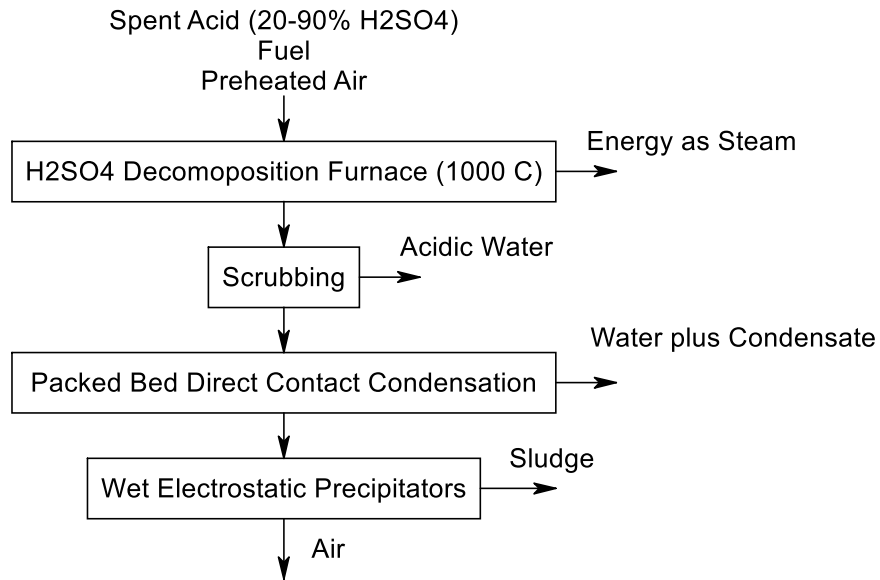 Spent Acid (20-90% H2SO4)
Fuel
Preheated Air
Energy as Steam
H2SO4 Decomoposition Furnace (1000 C)
Acidic Water
Scrubbing
Water plus Condensate
Packed Bed Direct Contact Condensation
Sludge
Wet Electrostatic Precipitators
Air